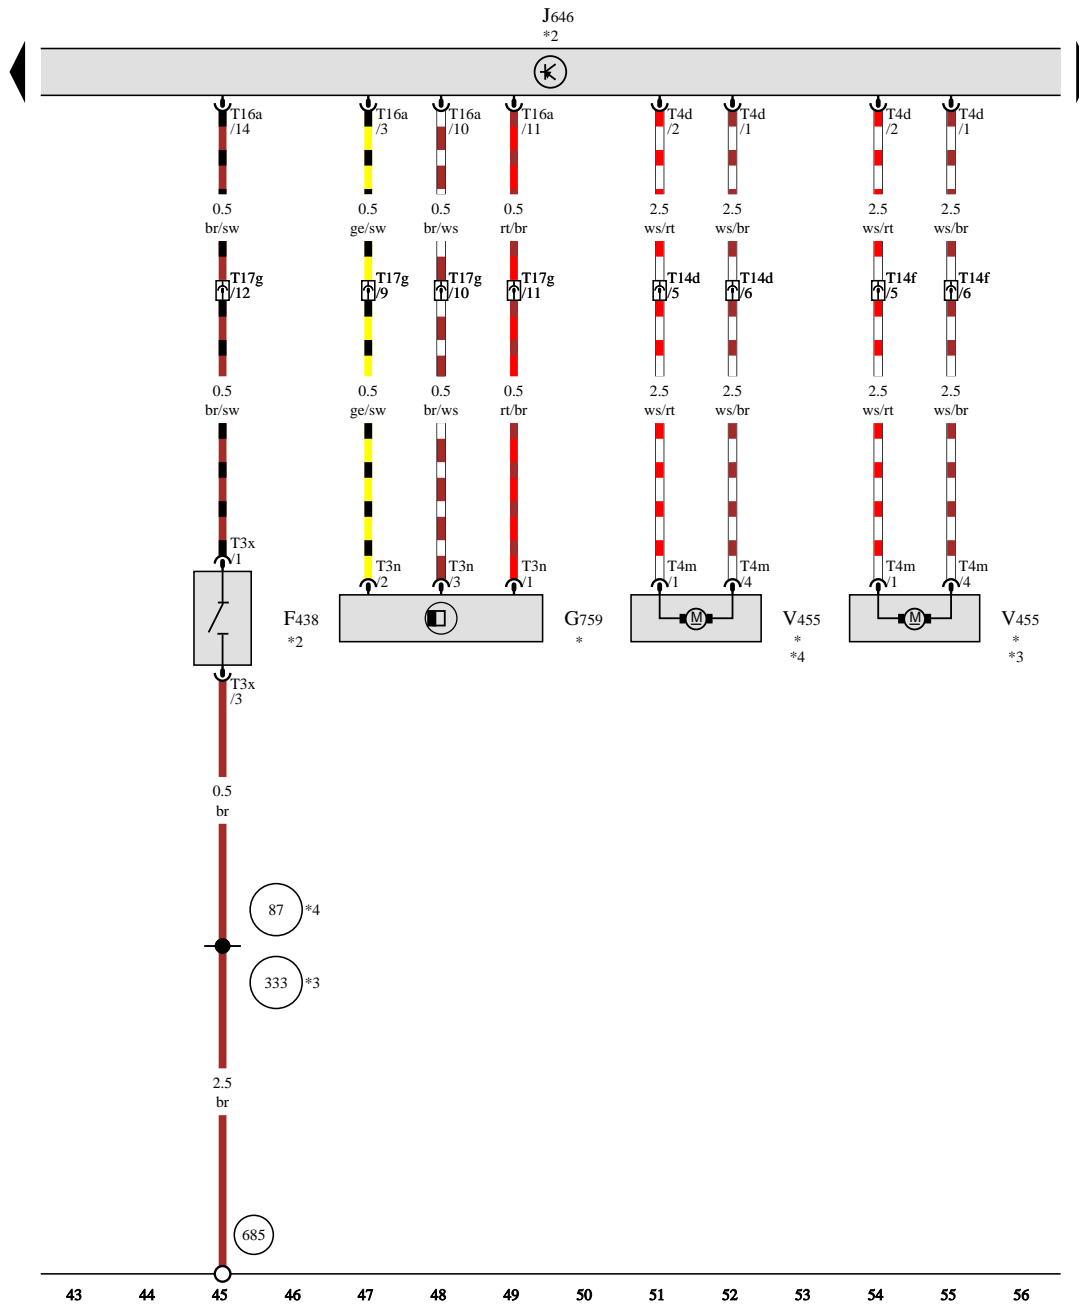 J646
*2
T16a
/14
T16a
/3
T16a
/10
T16a
/11
T4d
/2
T4d
/1
T4d
/2
T4d
/1
0.5
br/sw
0.5
ge/sw
0.5
br/ws
0.5
rt/br
2.5
ws/rt
2.5
ws/br
2.5
ws/rt
2.5
ws/br
T17g
/12
T17g
/9
T17g
/10
T17g
/11
T14d
/5
T14d
/6
T14f
/5
T14f
/6
0.5
br/sw
0.5
ge/sw
0.5
br/ws
0.5
rt/br
2.5
ws/rt
2.5
ws/br
2.5
ws/rt
2.5
ws/br
T3x
/1
T3n
/2
T3n
/3
T3n
/1
T4m
/1
T4m
/4
T4m
/1
T4m
/4
F438
*2
G759
*
M
V455
*
*4
M
V455
*
*3
T3x
/3
0.5
br
87 *4
333 *3
2.5
br
685
43 44 45 46 47 48 49 50 51 52 53 54 55 56